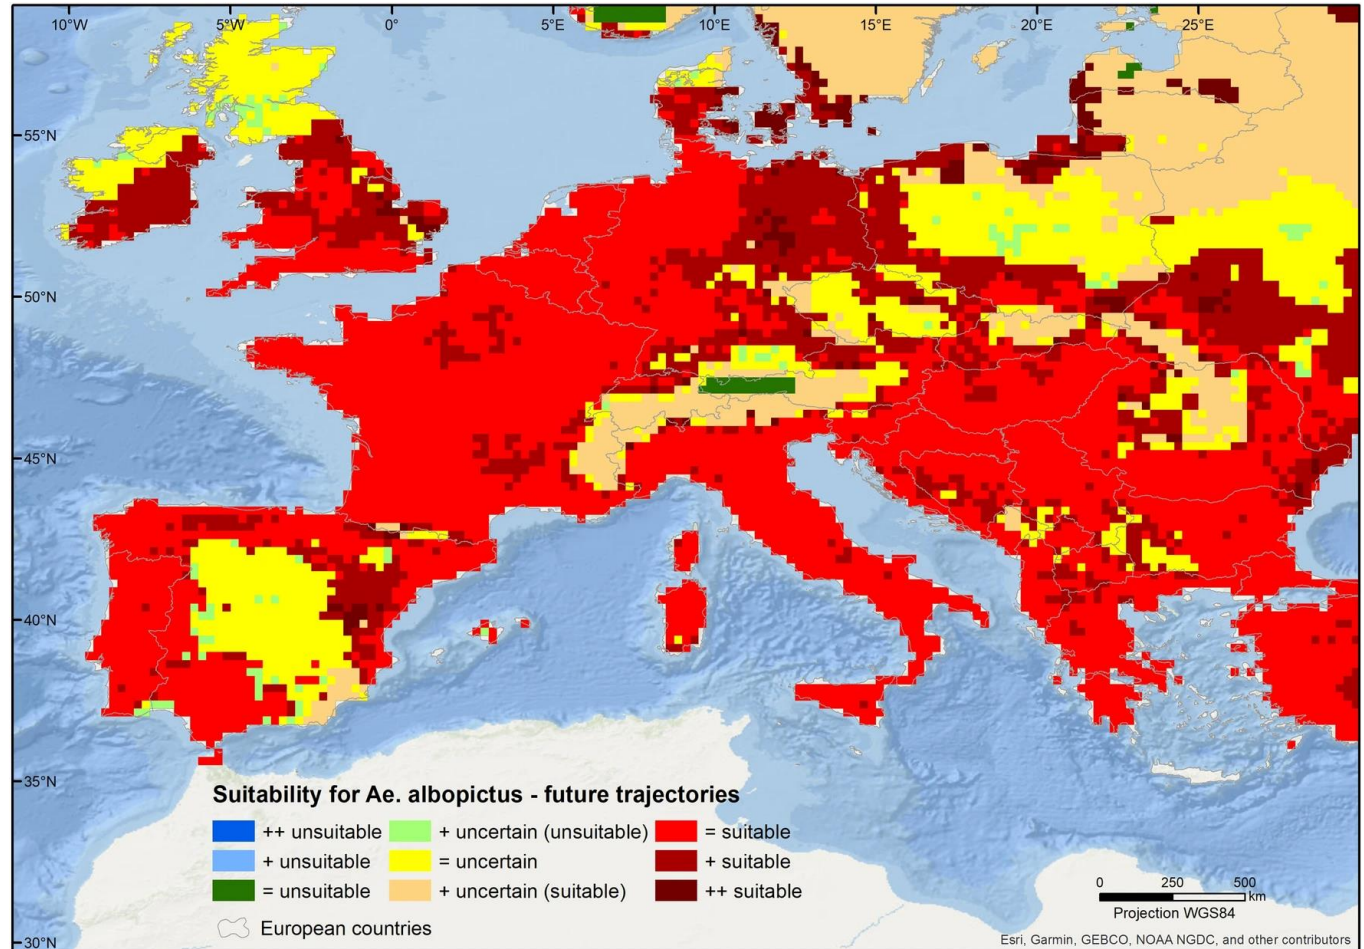 10°W 5°W 0° 5°E 10°E 15°E 20°E 25°E
55°N
50°N
45°N
40°N
35°N
30°N
Suitability for Ae. albopictus - future trajectories
++ unsuitable + uncertain (unsuitable) = suitable
+ unsuitable = uncertain + suitable
= unsuitable + uncertain (suitable) ++ suitable
European countries
0 250 500
km
Projection WGS84
Esri, Garmin, GEBCO, NOAA NGDC, and other contributors